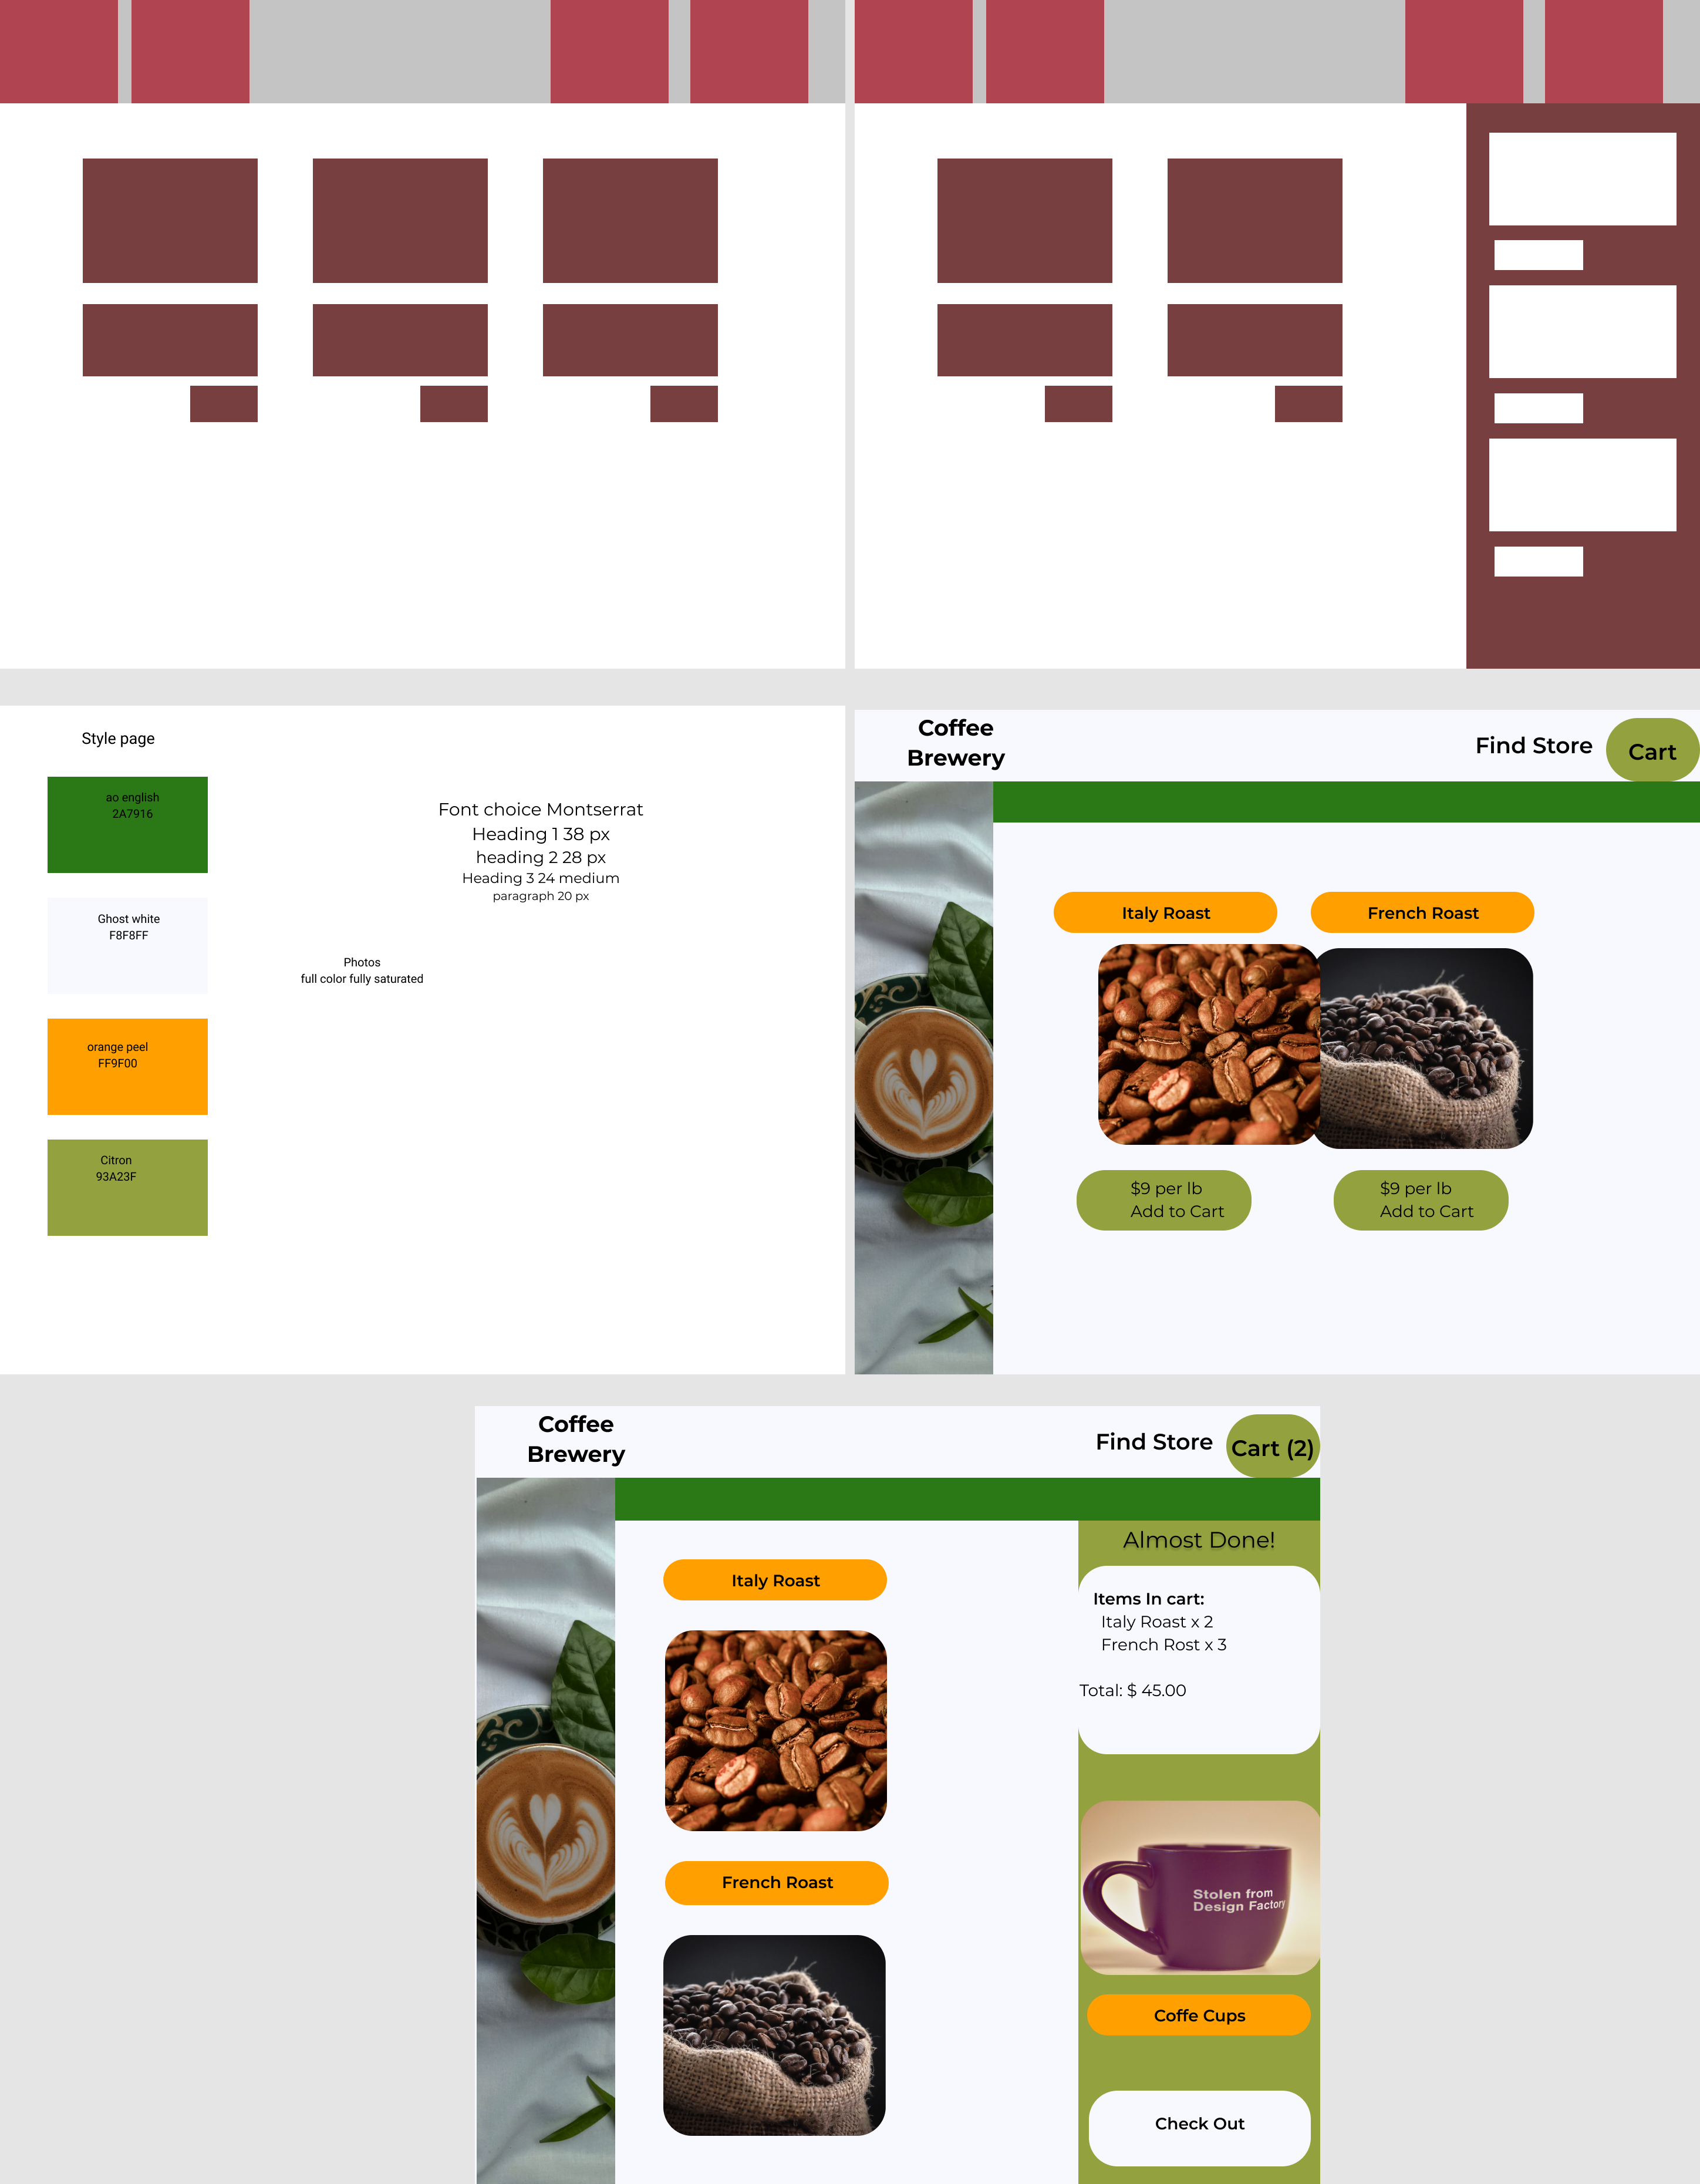 Style page
ao english
2A7916
Ghost white
F8F8FF
orange peel
FF9F00
Citron
93A23F
Font choice Montserrat
Heading 1 38 px
heading 2 28 px
Heading 3 24 medium
paragraph 20 px
Photos
full color fully saturated
Coffee
Brewery
Find Store
Cart
Italy Roast
French Roast
$9 per lb
Add to Cart
$9 per lb
Add to Cart
Coffee
Brewery
Find Store
Cart (2)
Italy Roast
French Roast
Almost Done!
Items In cart:
Italy Roast x 2
French Rost x 3
Total: $ 45.00
Stolen from
Design Factory
Coffe Cups
Check Out